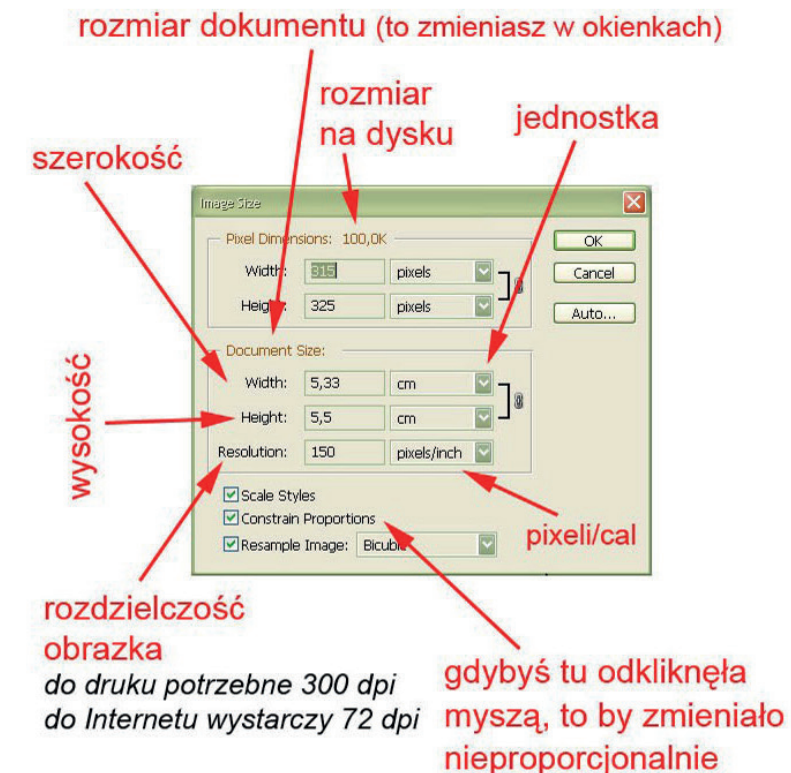 rozmiar dokumentu (to zmieniasz w okienkach)
rozmiar
na dysku
jednostka
szerokość
Image Size
Pixel Dimensions: 100,0K
Width: 315 pixels
Height: 325 pixels
OK
Cancel
Auto...
Document Size:
Width: 5,33 cm
Height: 5,5 cm
Resolution: 150 pixels/inch
wysokość
Scale Styles
Constrain Proportions
Resample Image: Bicubic
pixeli/cal
rozdzielczość
obrazka
do druku potrzebne 300 dpi
do Internetu wystarczy 72 dpi
gdybyś tu odkliknęła
myszą, to by zmieniało
nieproporcjonalnie